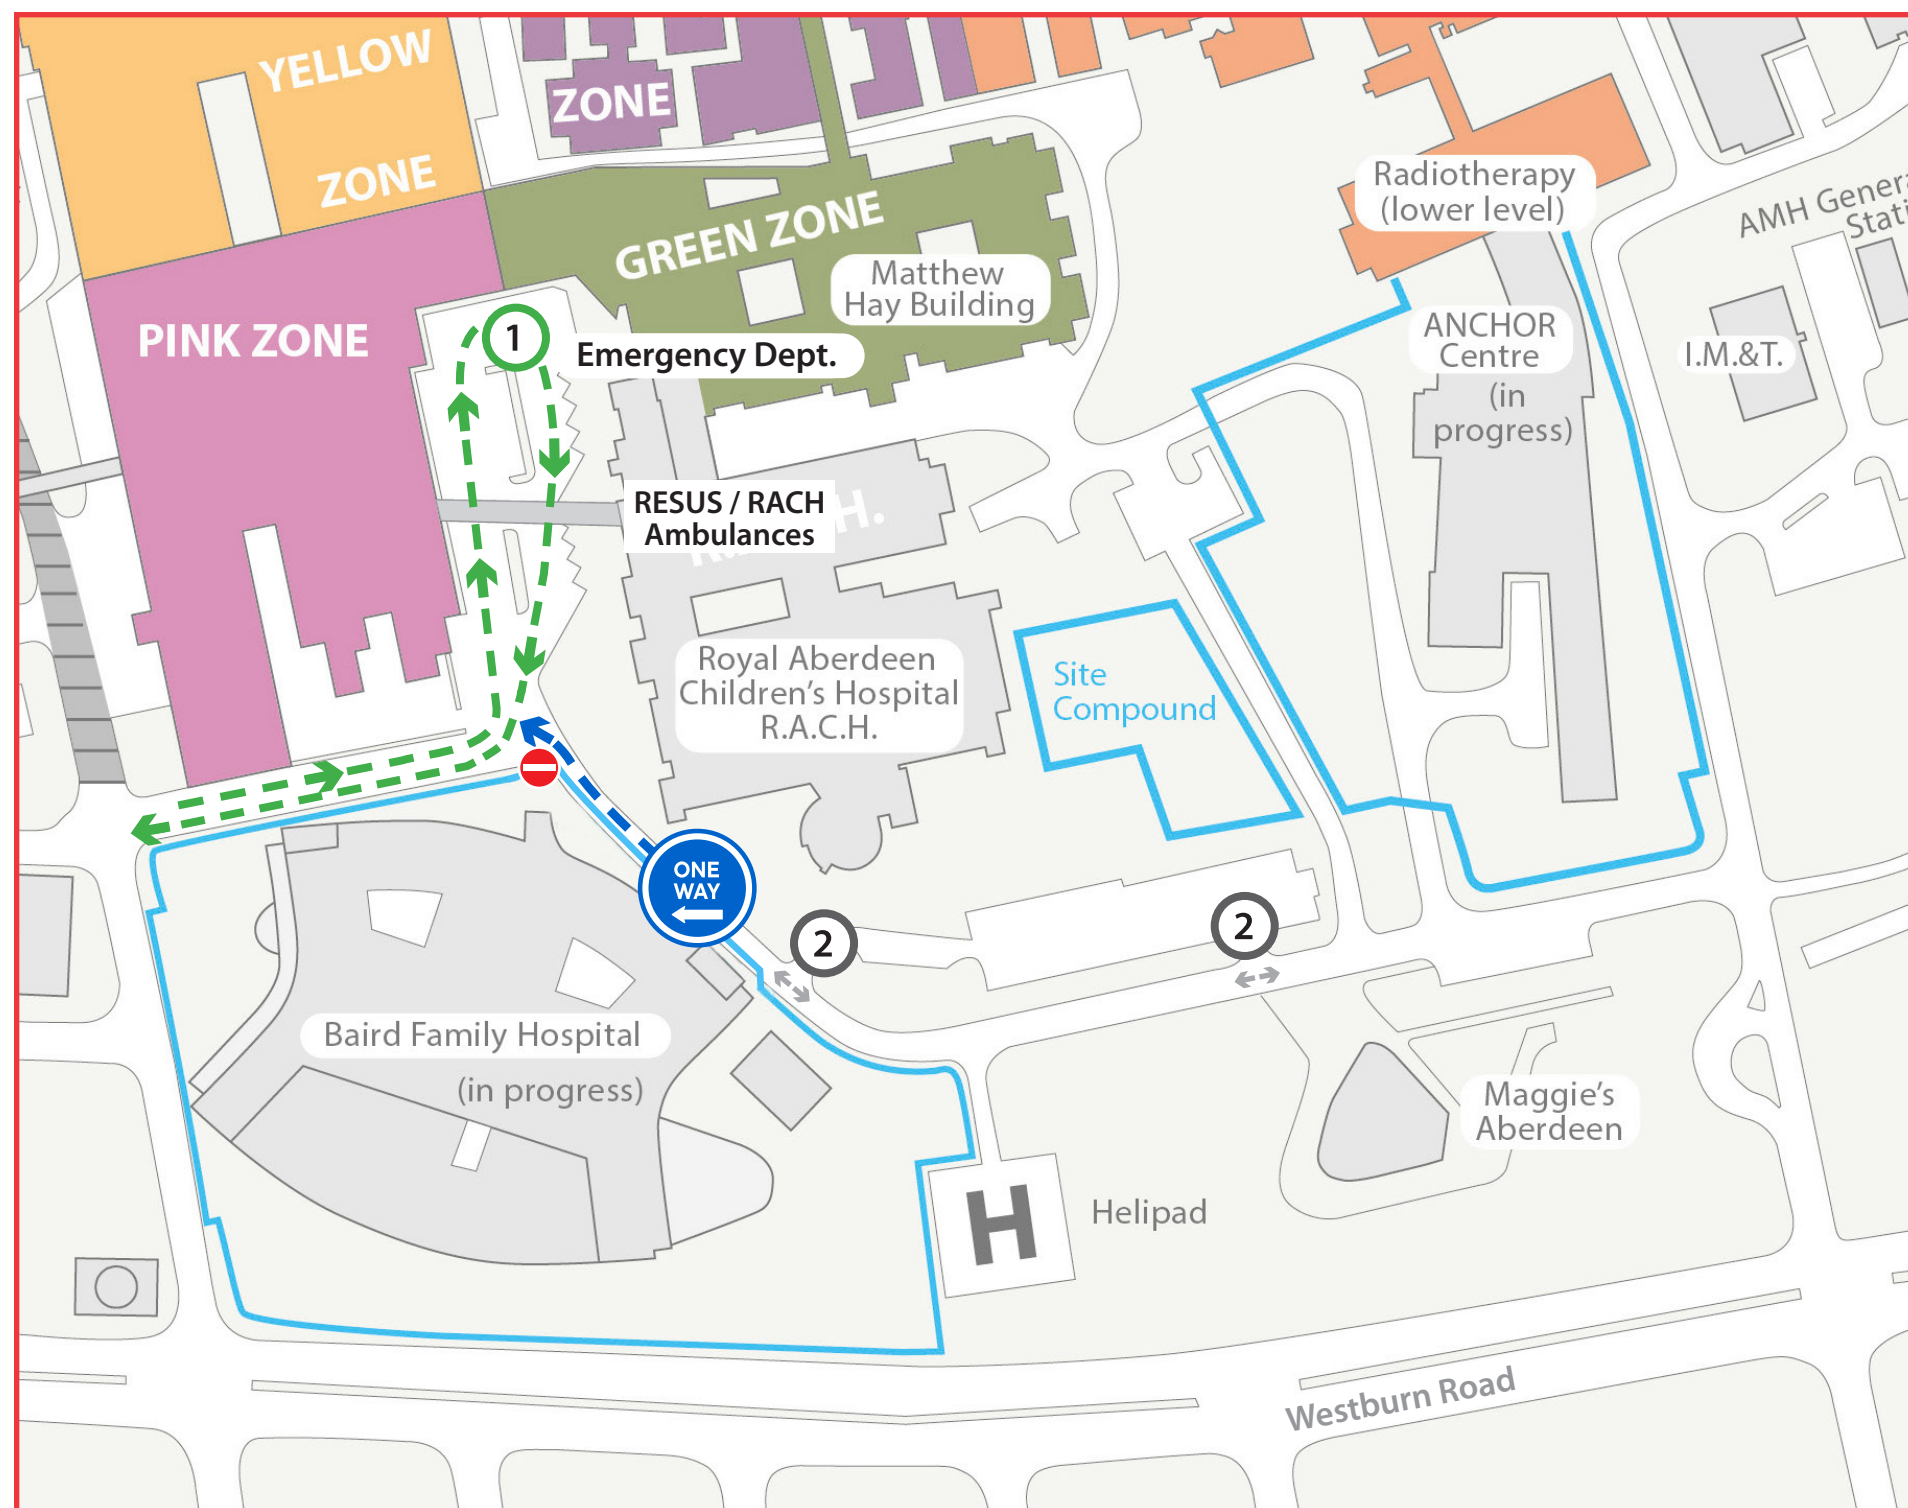 YELLOW
ZONE
ZONE
GREEN ZONE
Matthew
Hay Building
PINK ZONE
1
Emergency Dept.
RESUS / RACH
Ambulances
H.
Royal Aberdeen
Children's Hospital
R.A.C.H.
Site
Compound
Radiotherapy
(lower level)
ANCHOR
Centre
(in
progress)
AMH Genera
Stati
I.M.&T.
ONE
WAY
2
2
Baird Family Hospital
(in progress)
H
Helipad
Maggie's
Aberdeen
Westburn Road